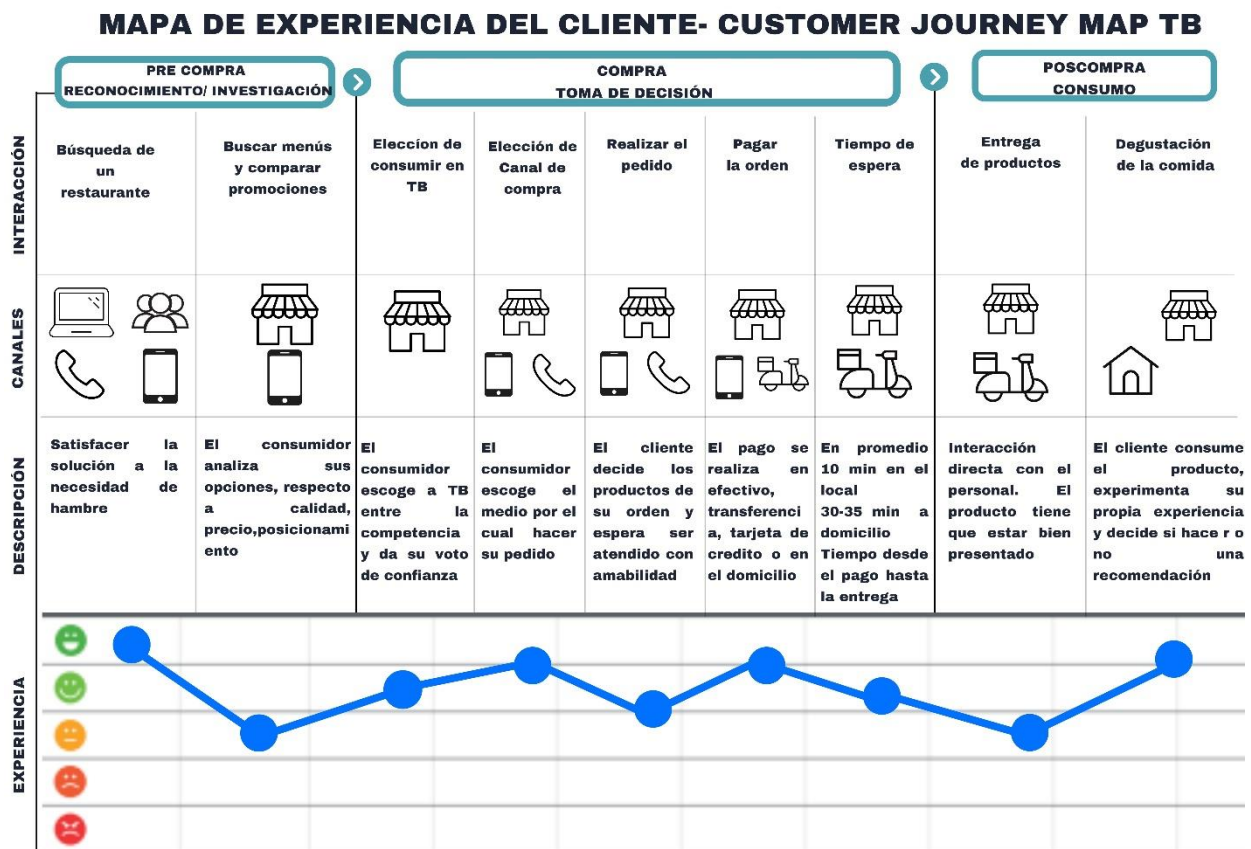 MAPA DE EXPERIENCIA DEL CLIENTE- CUSTOMER JOURNEY MAP TB
PRE COMPRA
RECONOCIMIENTO/ INVESTIGACIÓN
COMPRA
TOMA DE DECISIÓN
POSCOMPRA
CONSUMO
INTERACCIÓN
Búsqueda de
un
restaurante
Buscar menús
y comparar
promociones
Eleccíon de
consumir en
TB
Elección de
Canal de
compra
Realizar el
pedido
Pagar
la orden
Tiempo de
espera
Entrega
de productos
Degustación
de la comida
CANALES
DESCRIPCIÓN
Satisfacer la
solución a la
necesidad de
hambre
El consumidor
analiza sus
opciones, respecto
a calidad,
precio,posicionami
ento
El
consumidor
escoge a TB
entre la
competencia
y da su voto
de confianza
El
consumidor
escoge el
medio por el
cual hacer
su pedido
El cliente
decide los
productos de
su orden y
espera ser
atendido con
amabilidad
El pago se
realiza en
efectivo,
transferenci
a, tarjeta de
credito o en
el domicilio
En promedio
10 min en el
local
30-35 min a
domicilio
Tiempo desde
el pago hasta
la entrega
Interacción
directa con el
personal. El
producto tiene
que estar bien
presentado
El cliente consume
el producto,
experimenta su
propia experiencia
y decide si hace r o
no una
recomendación
EXPERIENCIA